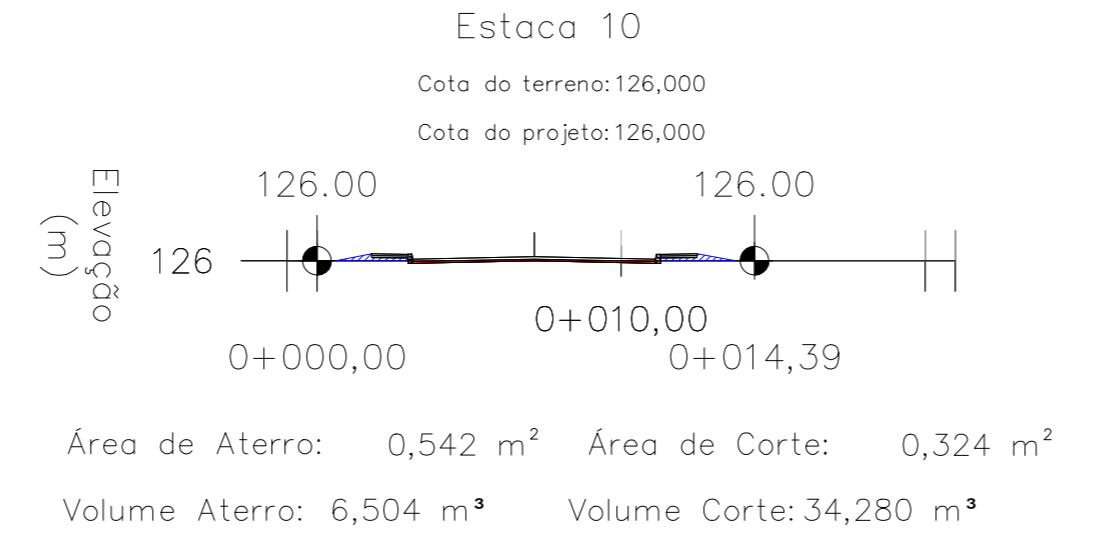 Estaca 10
Cota do terreno:126,000
Cota do projeto:126,000
126.00 126.00
Elevação
(m)
126
0+010,00
0+000,00 0+014,39
Área de Aterro: 0,542 m² Área de Corte: 0,324 m²
Volume Aterro: 6,504 m³ Volume Corte: 34,280 m³